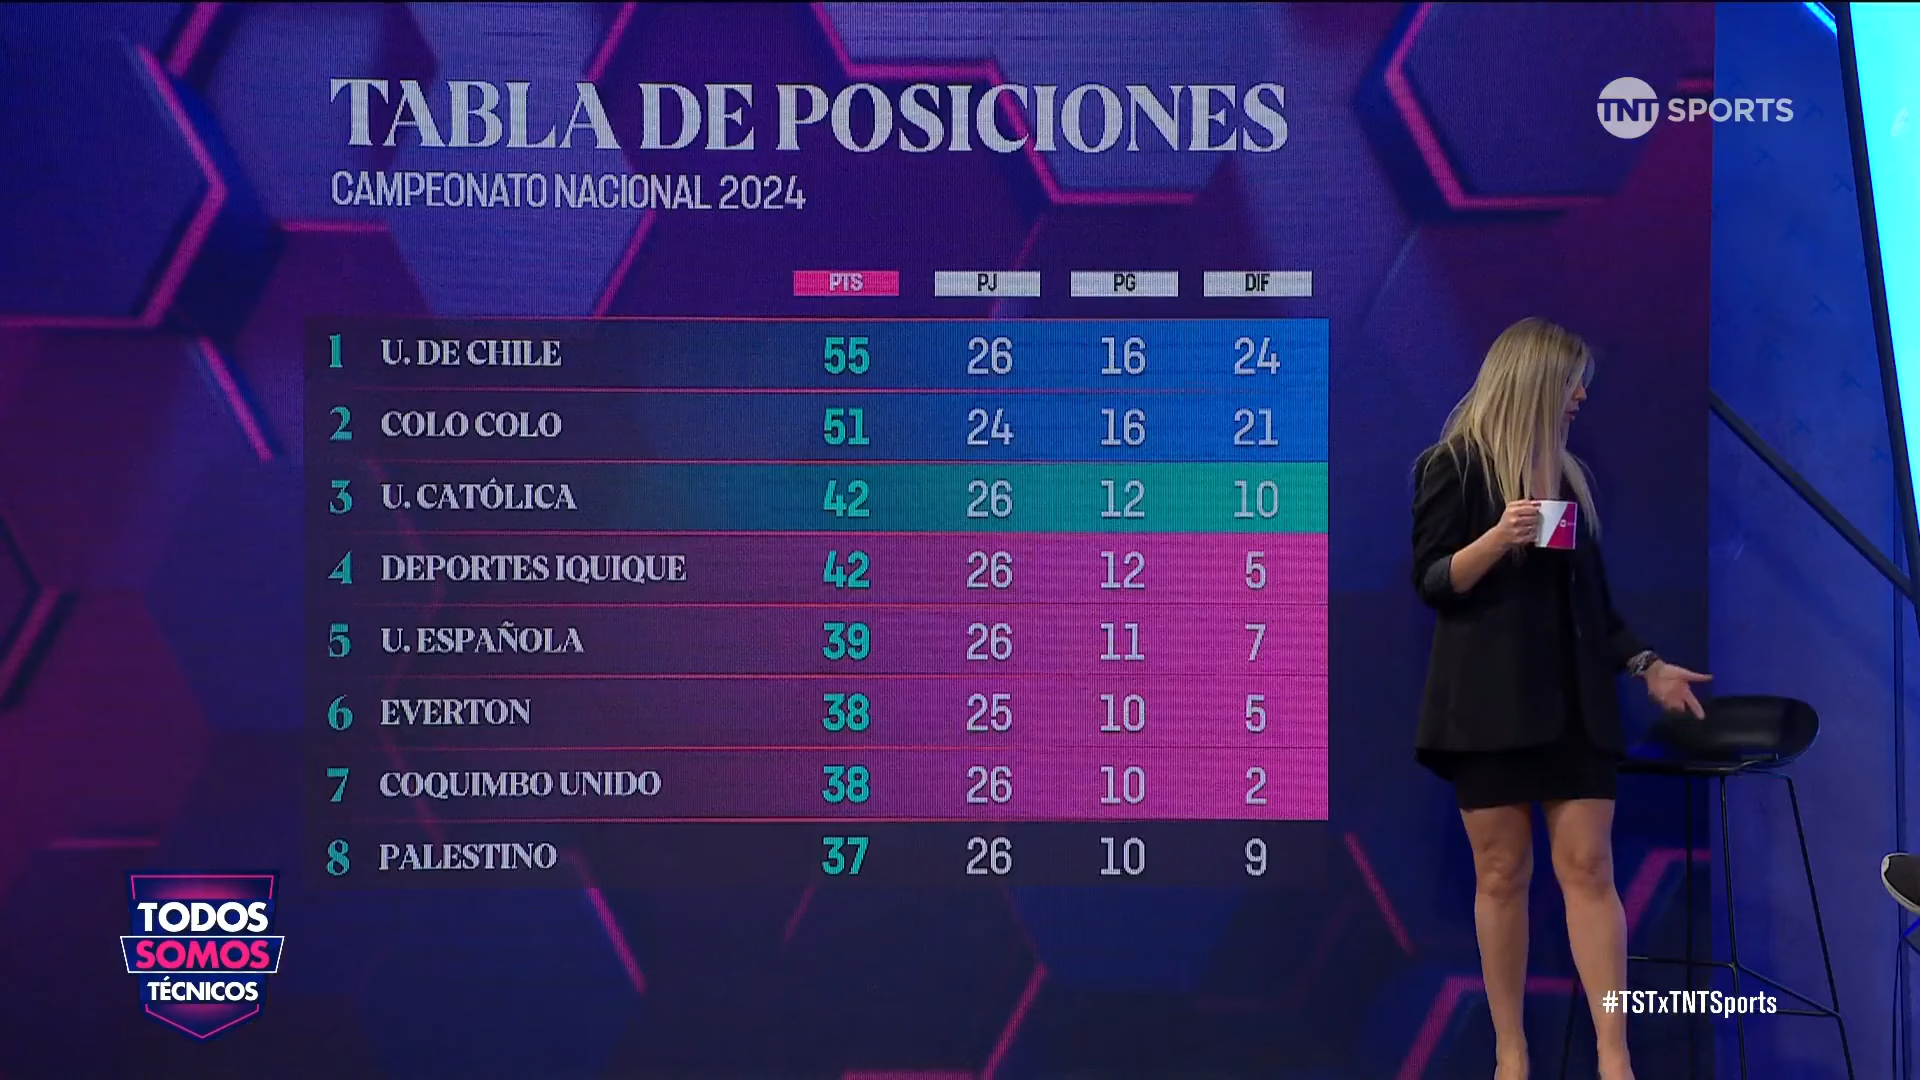 TABLA DE POSICIONES
TNT SPORTS
CAMPEONATO NACIONAL 2024
PTS PJ PG DIF
1 U. DE CHILE 55 26 16 24
2 COLO COLO 51 24 16 21
3 U. CATÓLICA 42 26 12 10
4 DEPORTES IQUIQUE 42 26 12 5
5 U. ESPAÑOLA 39 26 11 7
6 EVERTON 38 25 10 5
7 COQUIMBO UNIDO 38 26 10 2
8 PALESTINO 37 26 10 9
TODOS
SOMOS
TÉCNICOS
#TSTxTNTSports